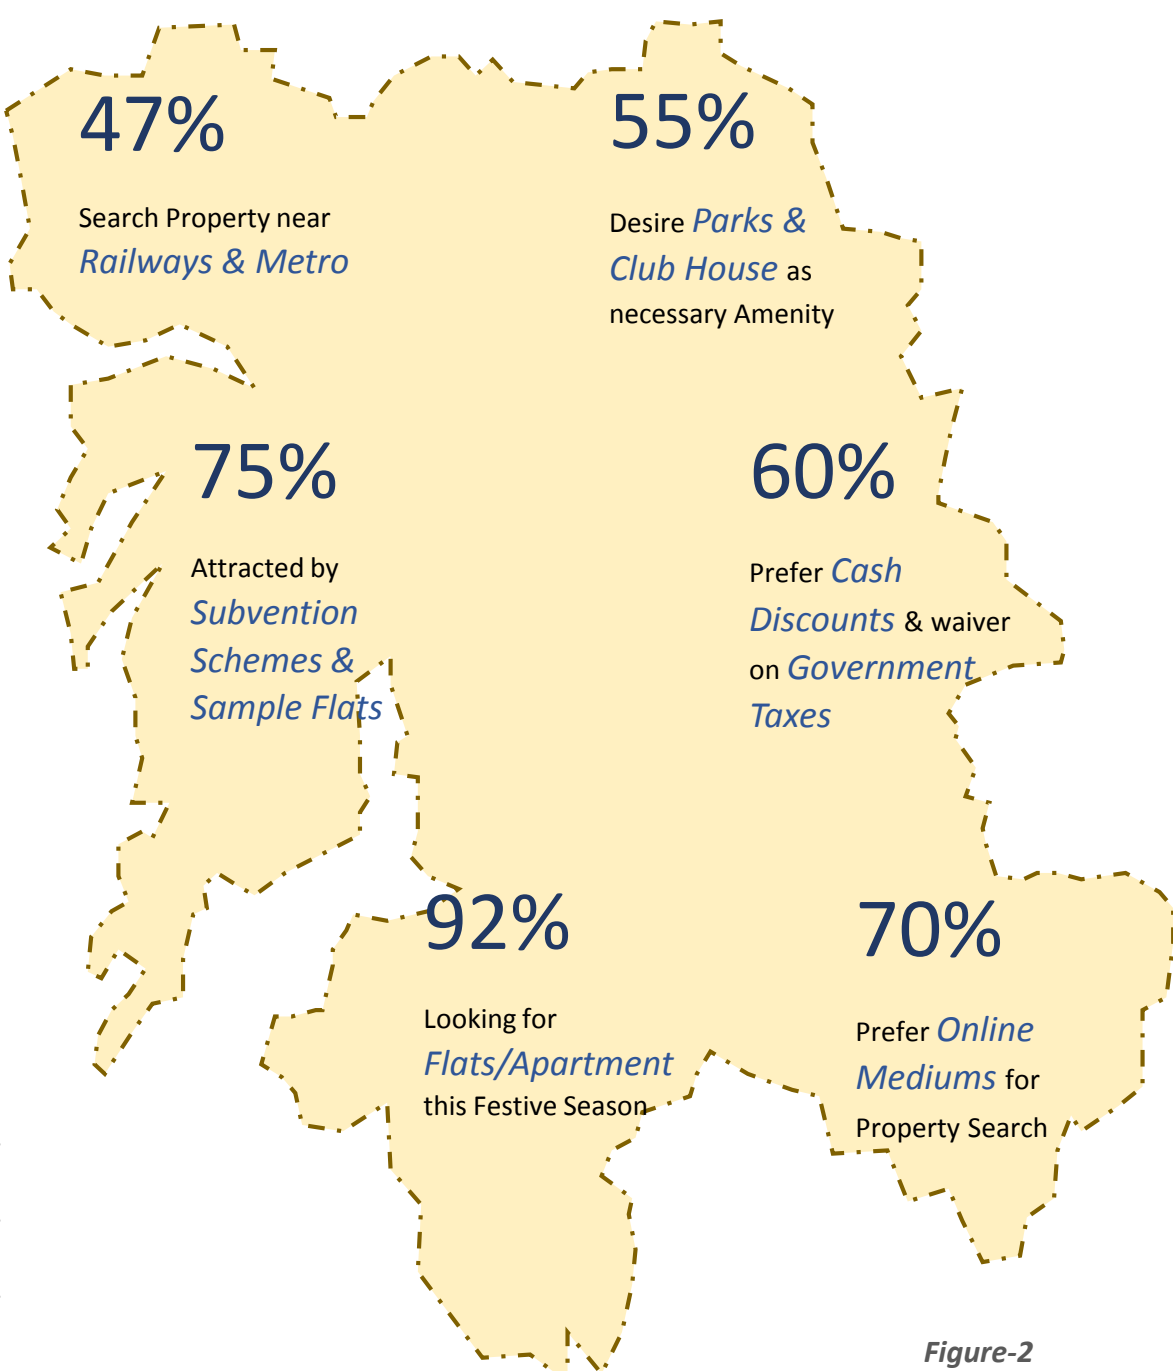 47%
Search Property near
Railways & Metro
55%
Desire Parks &
Club House as
necessary Amenity
75%
Attracted by
Subvention
Schemes &
Sample Flats
60%
Prefer Cash
Discounts & waiver
on Government
Taxes
92%
Looking for
Flats/Apartment
this Festive Season
70%
Prefer Online
Mediums for
Property Search
Figure-2